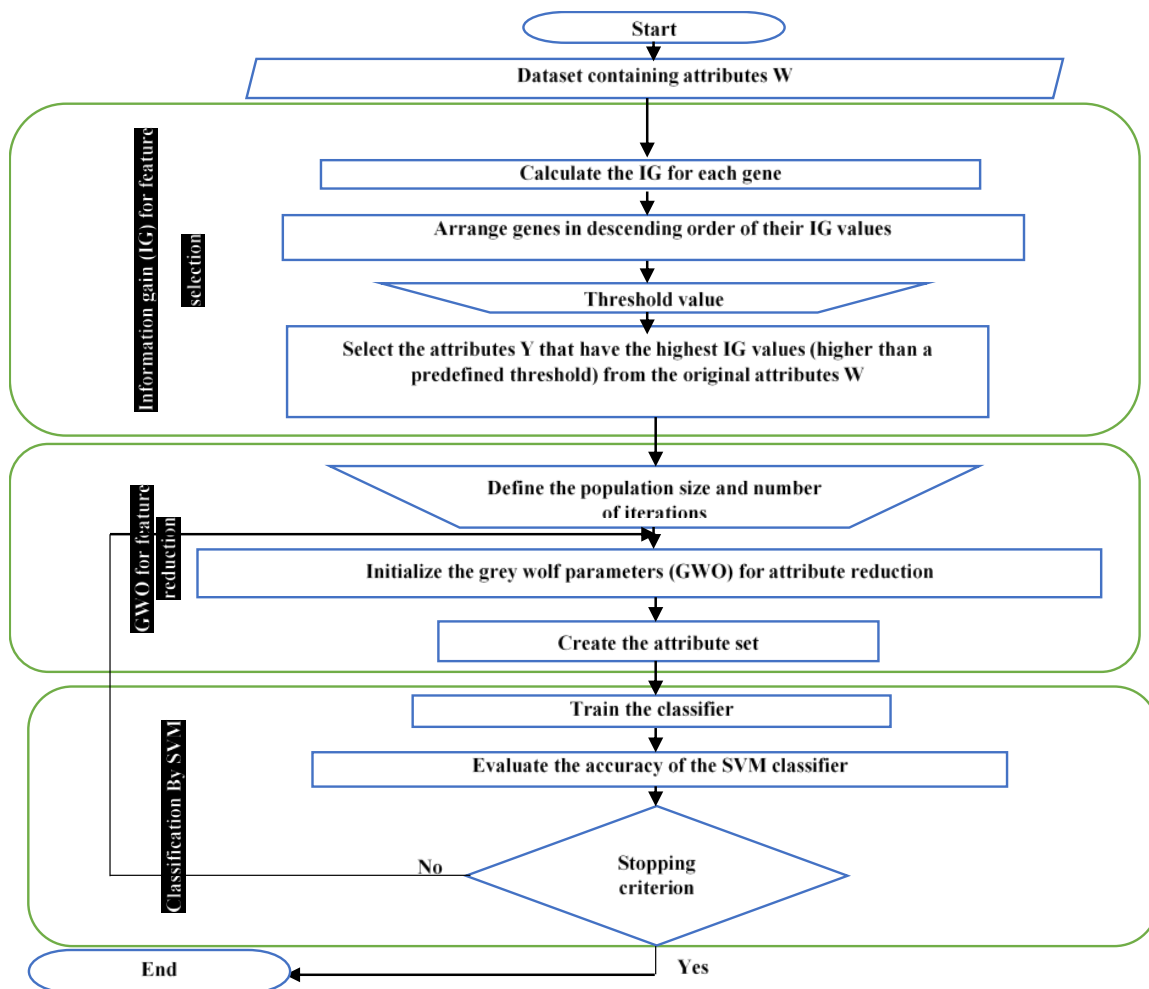 Start
Dataset containing attributes W
Information gain (IG) for feature
selection
Calculate the IG for each gene
Arrange genes in descending order of their IG values
Threshold value
Select the attributes Y that have the highest IG values (higher than a
predefined threshold) from the original attributes W
GWO for feature
reduction
Define the population size and number
of iterations
Initialize the grey wolf parameters (GWO) for attribute reduction
Create the attribute set
Classification By SVM
Train the classifier
Evaluate the accuracy of the SVM classifier
Stopping
criterion
No
Yes
End